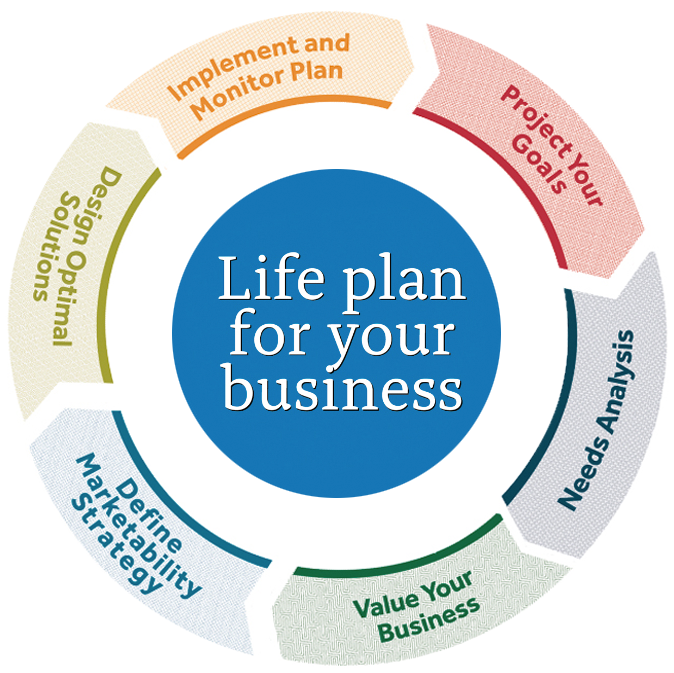 Life plan
for your
business
Project Your
Goals
Needs Analysis
Value Your
Business
Define
Marketability
Strategy
Design Optimal
Solutions
Implement and
Monitor Plan